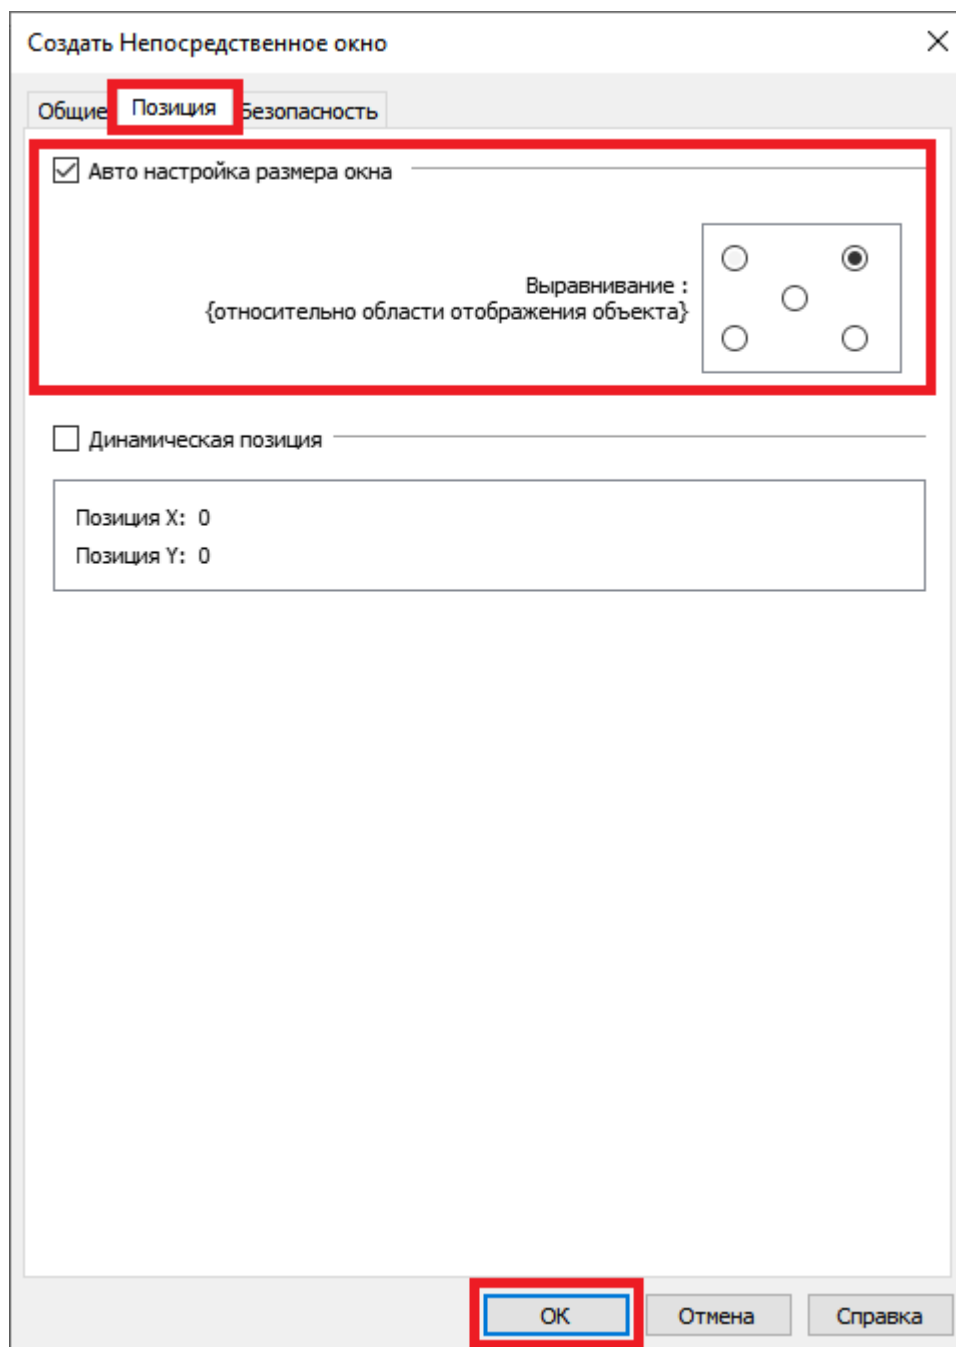 Создать Непосредственное окно
Общие Позиция Безопасность
Авто настройка размера окна
Выравнивание :
{относительно области отображения объекта}
Динамическая позиция
Позиция X: 0
Позиция Y: 0
ОК Отмена Справка